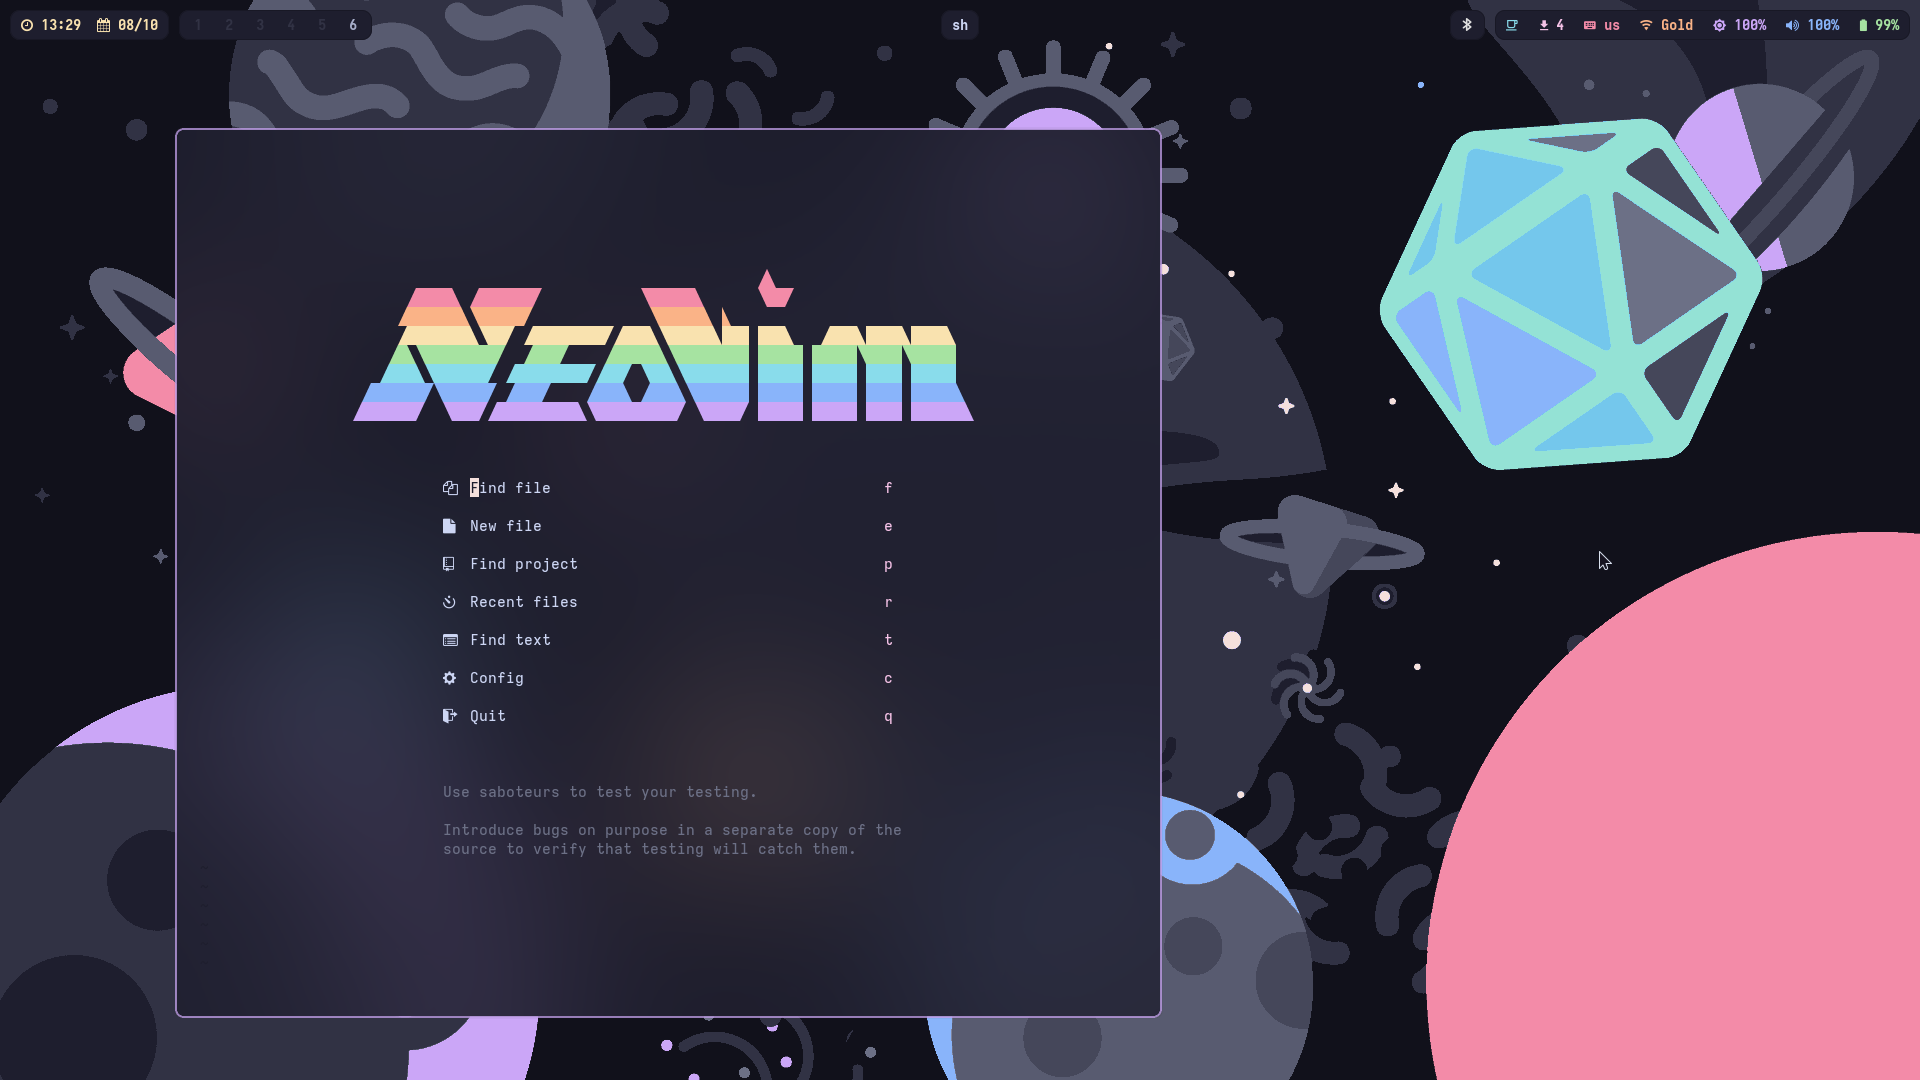 13:29 08/10 1 2 3 4 5 6 sh 4 us Gold 100% 100% 99%
Neovim
Find file f
New file e
Find project p
Recent files r
Find text t
Config c
Quit q
Use saboteurs to test your testing.
Introduce bugs on purpose in a separate copy of the
source to verify that testing will catch them.